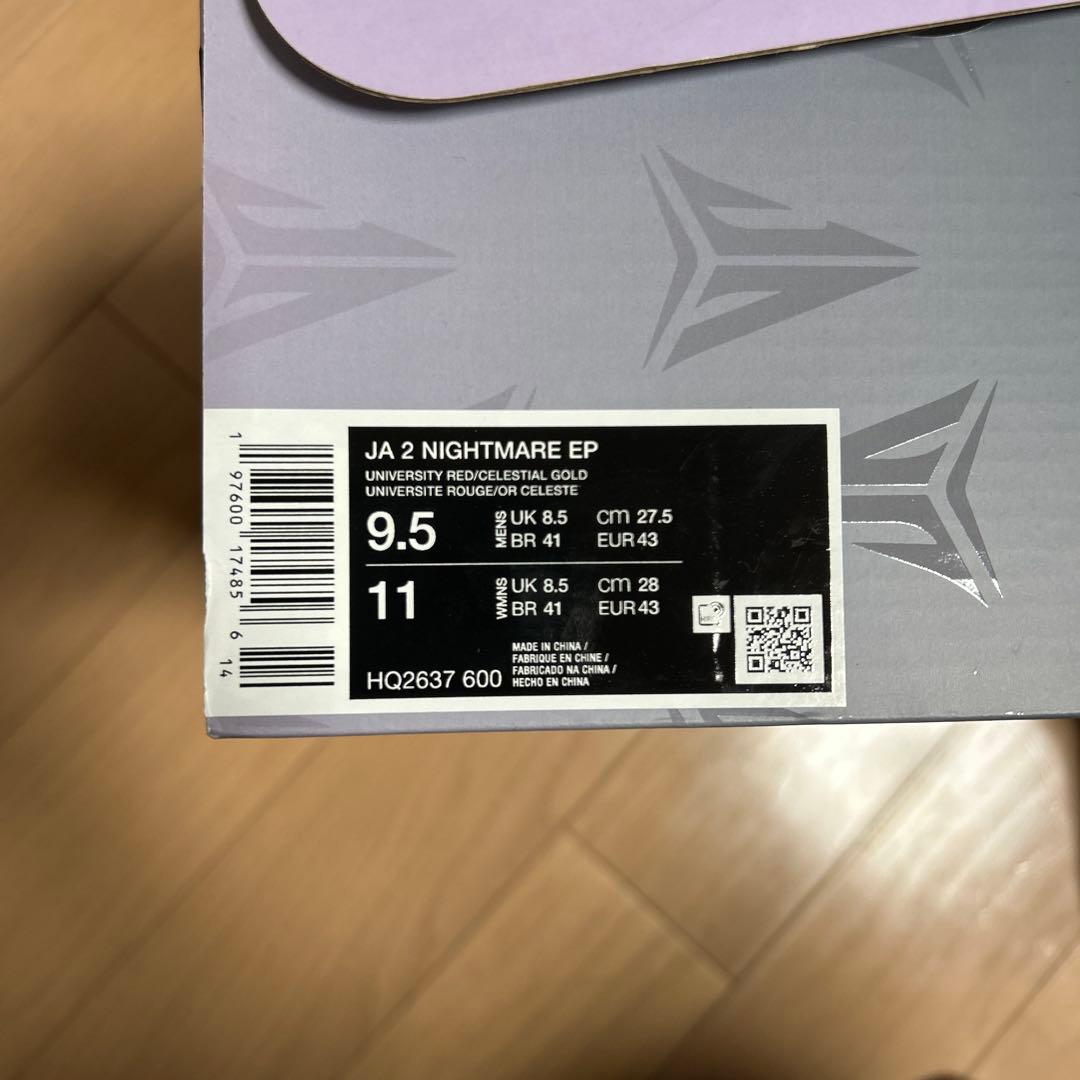 JA 2 NIGHTMARE EP
UNIVERSITY RED/CELESTIAL GOLD
UNIVERSITE ROUGE/OR CELESTE
9.5 MENS UK 8.5 cm 27.5
BR 41 EUR 43
11 WMNS UK 8.5 cm 28
BR 41 EUR 43
HQ2637 600
MADE IN CHINA /
FABRIQUE EN CHINE /
FABRICADO NA CHINA /
HECHO EN CHINA
1 97600 17485 6 14